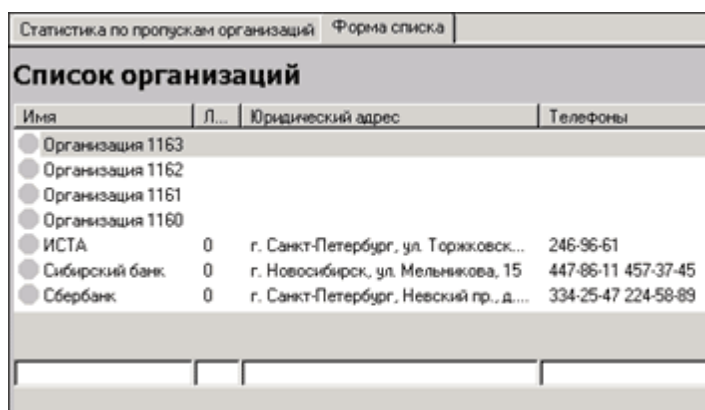 Статистика по пропускам организаций Форма списка
Список организаций
Имя Л... Юридический адрес Телефоны
Организация 1163
Организация 1162
Организация 1161
Организация 1160
ИСТА 0 г. Санкт-Петербург, ул. Торжковск... 246-96-61
Сибирский банк 0 г. Новосибирск, ул. Мельникова, 15 447-86-11 457-37-45
Сбербанк 0 г. Санкт-Петербург, Невский пр., д.... 334-25-47 224-58-89